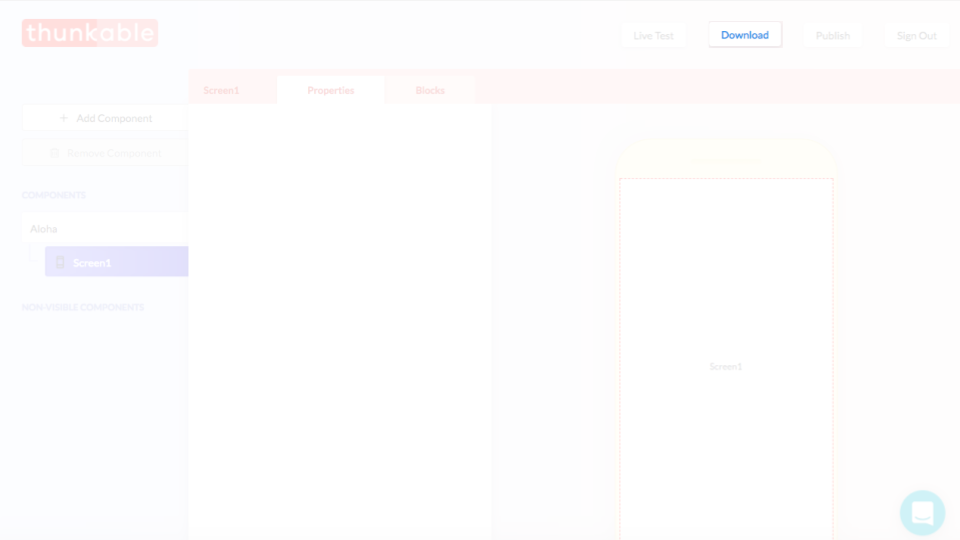 thunkable
Live Test
Download
Publish
Sign Out
Screen1
Properties
Blocks
+ Add Component
Remove Component
COMPONENTS
Aloha
Screen1
NON-VISIBLE COMPONENTS
Screen1